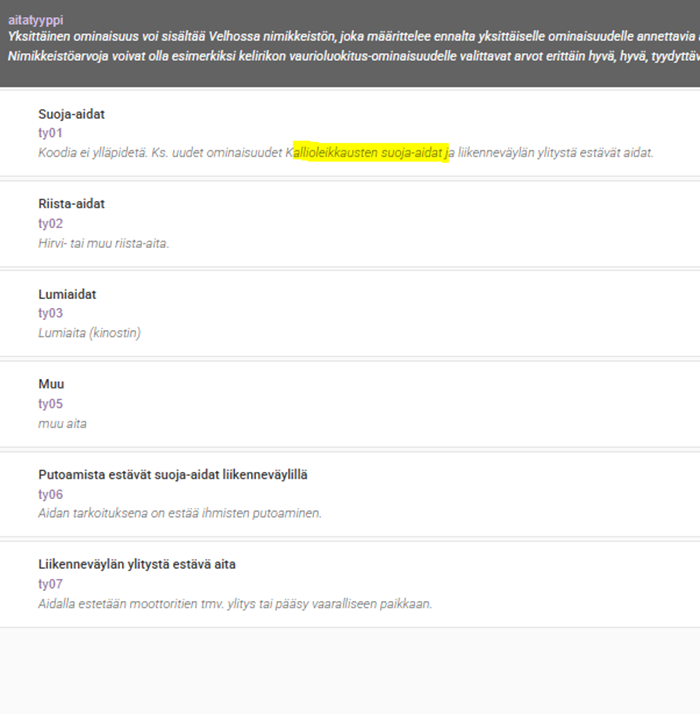 aitatyyppi
Yksittäinen ominaisuus voi sisältää Velhossa nimikkeistön, joka määrittelee ennalta yksittäiselle ominaisuudelle annettavia
Nimikkeistöarvoja voivat olla esimerkiksi kelirikon vaurioluokitus-ominaisuudelle valittavat arvot erittäin hyvä, hyvä,
Suoja-aidat
ty01
Koodia ei ylläpidetä. Ks. uudet ominaisuudet Kallioleikkausten suoja-aidat ja liikenneväylän ylitystä estävät aidat.
Riista-aidat
ty02
Hirvi- tai muu riista-aita.
Lumiaidat
ty03
Lumiaita (kinostin)
Muu
ty05
muu aita
Putoamista estävät suoja-aidat liikenneväylillä
ty06
Aidan tarkoituksena on estää ihmisten putoaminen.
Liikenneväylän ylitystä estävä aita
ty07
Aidalla estetään moottoritien tmv. ylitys tai pääsy vaaralliseen paikkaan.